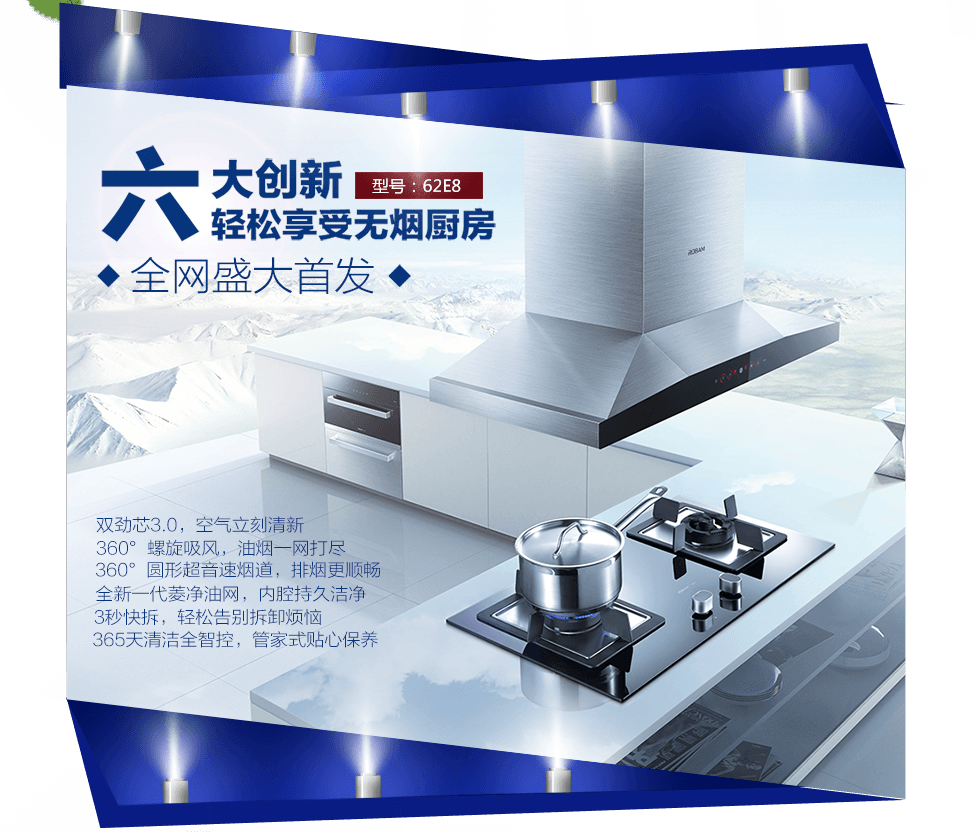 六大创新 型号：62E8
轻松享受无烟厨房
全网盛大首发
ROBAM
双劲芯3.0，空气立刻清新
360°螺旋吸风，油烟一网打尽
360°圆形超音速烟道，排烟更顺畅
全新一代菱净油网，内腔持久洁净
3秒快拆，轻松告别拆卸烦恼
365天清洁全智控，管家式贴心保养